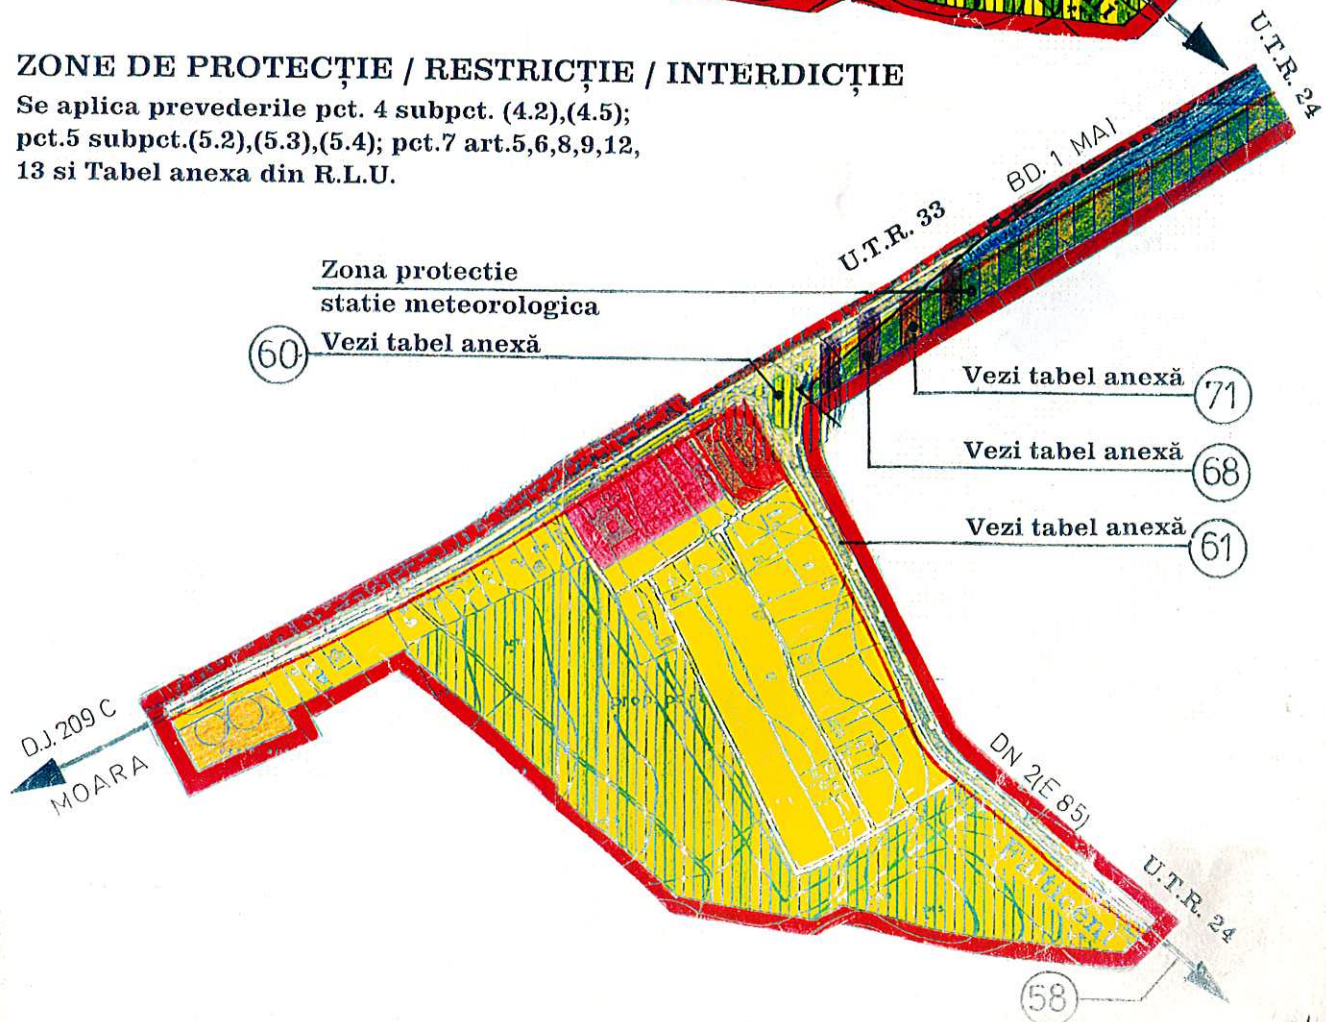 U.T.R. 24
ZONE DE PROTECȚIE / RESTRICȚIE / INTERDICȚIE
Se aplica prevederile pct. 4 subpct. (4.2),(4.5);
pct.5 subpct.(5.2),(5.3),(5.4); pct.7 art.5,6,8,9,12,
13 si Tabel anexa din R.L.U.
BD. 1 MAI
U.T.R. 33
Zona protectie
statie meteorologica
60 Vezi tabel anexă
Vezi tabel anexă 71
Vezi tabel anexă 68
Vezi tabel anexă 61
D.J. 209 C
MOARA
DN 2(E 85)
Fălticeni
U.T.R. 24
58